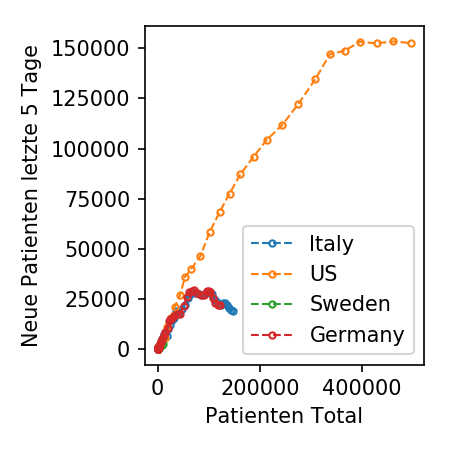 Neue Patienten letzte 5 Tage
150000
125000
100000
75000
50000
25000
0
Italy
US
Sweden
Germany
0
200000
400000
Patienten Total